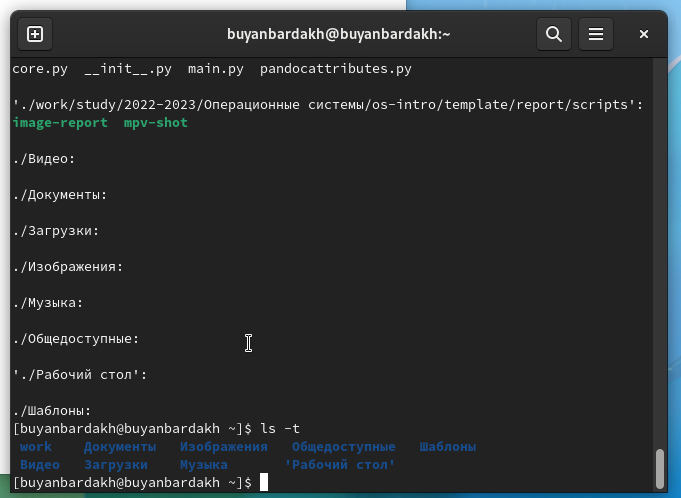 buyanbardakh@buyanbardakh:~
core.py  __init__.py  main.py  pandocattributes.py
'./work/study/2022-2023/Операционные системы/os-intro/template/report/scripts':
image-report  mpv-shot
./Видео:
./Документы:
./Загрузки:
./Изображения:
./Музыка:
./Общедоступные:
'./Рабочий стол':
./Шаблоны:
[buyanbardakh@buyanbardakh ~]$ ls -t
work    Документы   Изображения   Общедоступные   Шаблоны
Видео   Загрузки    Музыка       'Рабочий стол'
[buyanbardakh@buyanbardakh ~]$